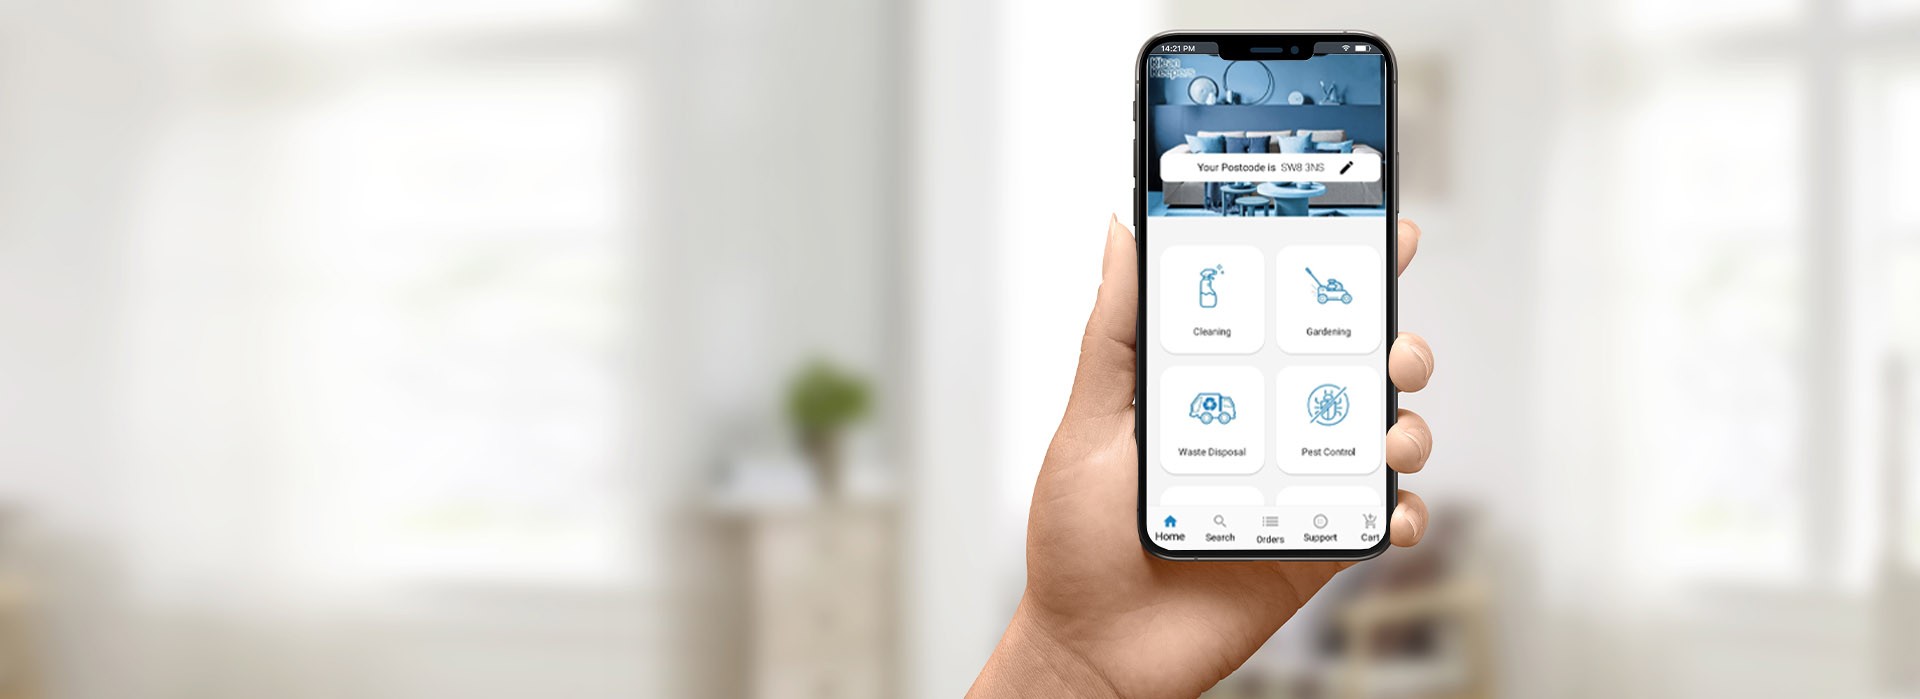 14:21 PM
Klean
Keepers
Your Postcode is SW8 3NS
Cleaning
Gardening
Waste Disposal
Pest Control
Home
Search
Orders
Support
Cart